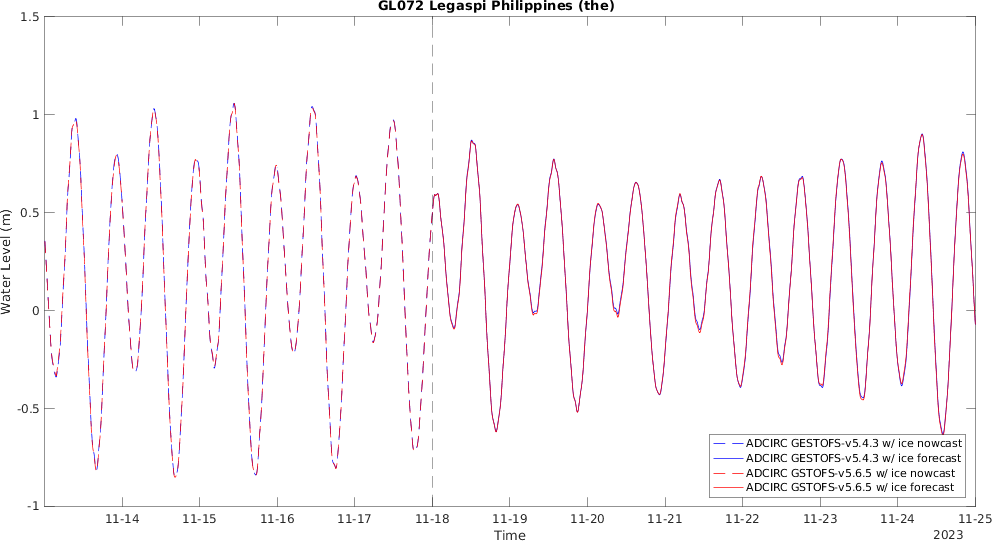 GL072 Legaspi Philippines (the)
1.5
1
0.5
0
-0.5
-1
Water Level (m)
ADCIRC GESTOFS-v5.4.3 w/ ice nowcast
ADCIRC GESTOFS-v5.4.3 w/ ice forecast
ADCIRC GSTOFS-v5.6.5 w/ ice nowcast
ADCIRC GSTOFS-v5.6.5 w/ ice forecast
11-14 11-15 11-16 11-17 11-18 11-19 11-20 11-21 11-22 11-23 11-24 11-25
Time
2023